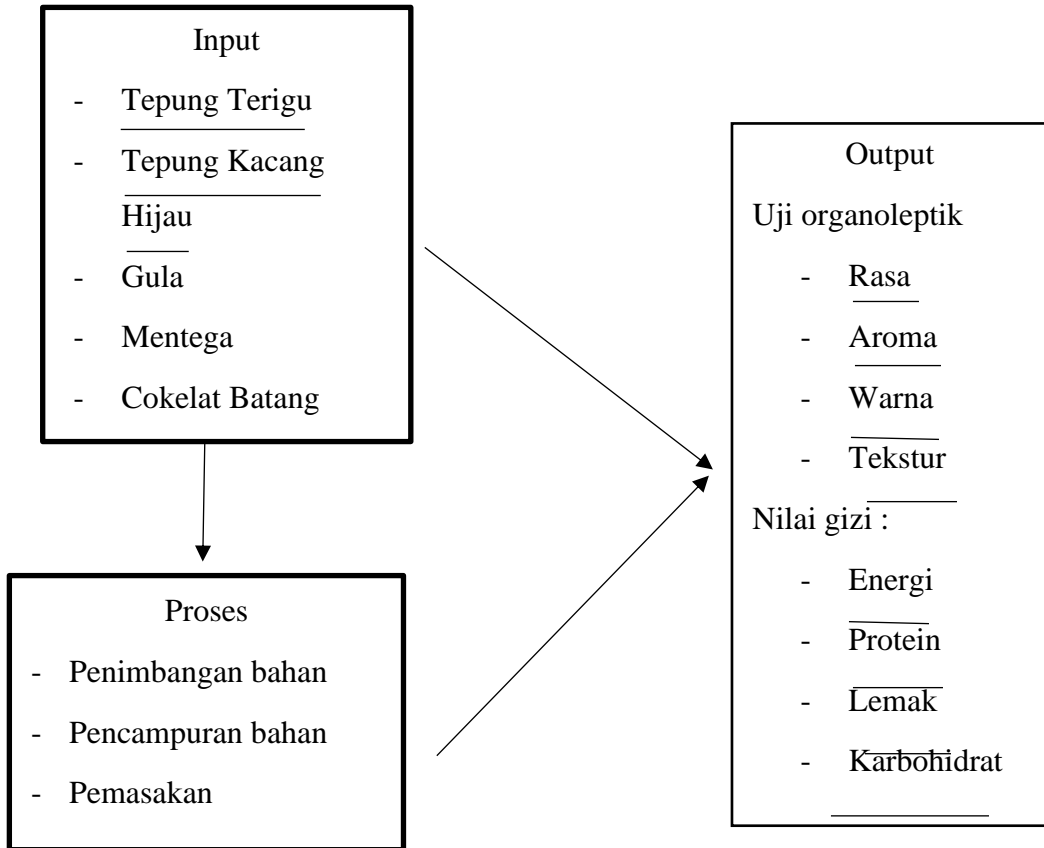 Input
- Tepung Terigu
- Tepung Kacang
Hijau
- Gula
- Mentega
- Cokelat Batang
Proses
- Penimbangan bahan
- Pencampuran bahan
- Pemasakan
Output
Uji organoleptik
- Rasa
- Aroma
- Warna
- Tekstur
Nilai gizi :
- Energi
- Protein
- Lemak
- Karbohidrat